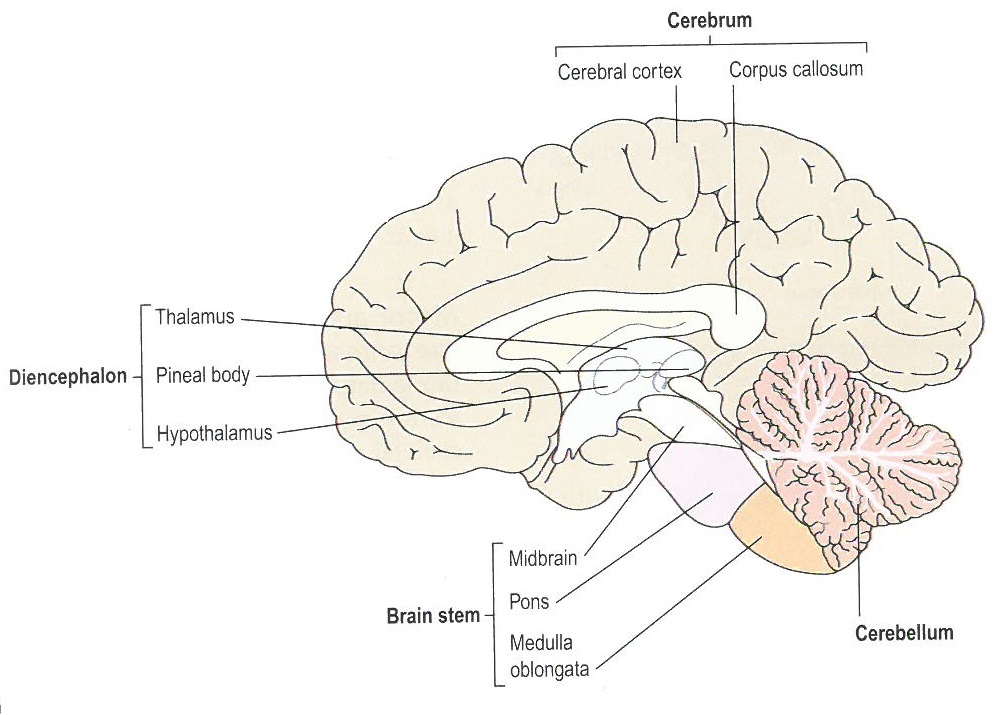 Cerebrum
Cerebral cortex
Corpus callosum
Diencephalon
Thalamus
Pineal body
Hypothalamus
Brain stem
Midbrain
Pons
Medulla
oblongata
Cerebellum